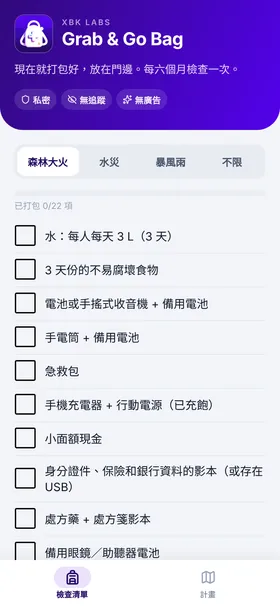 XBK LABS
Grab & Go Bag
現在就打包好，放在門邊。每六個月檢查一次。
私密 無追蹤 無廣告
森林大火 水災 暴風雨 不限
已打包 0/22 項
水：每人每天 3 L（3 天）
3 天份的不易腐壞食物
電池或手搖式收音機 + 備用電池
手電筒 + 備用電池
急救包
手機充電器 + 行動電源（已充飽）
小面額現金
身分證件、保險和銀行資料的影本（或存在
USB）
處方藥 + 處方箋影本
備用眼鏡／助聽器電池
檢查清單 計畫